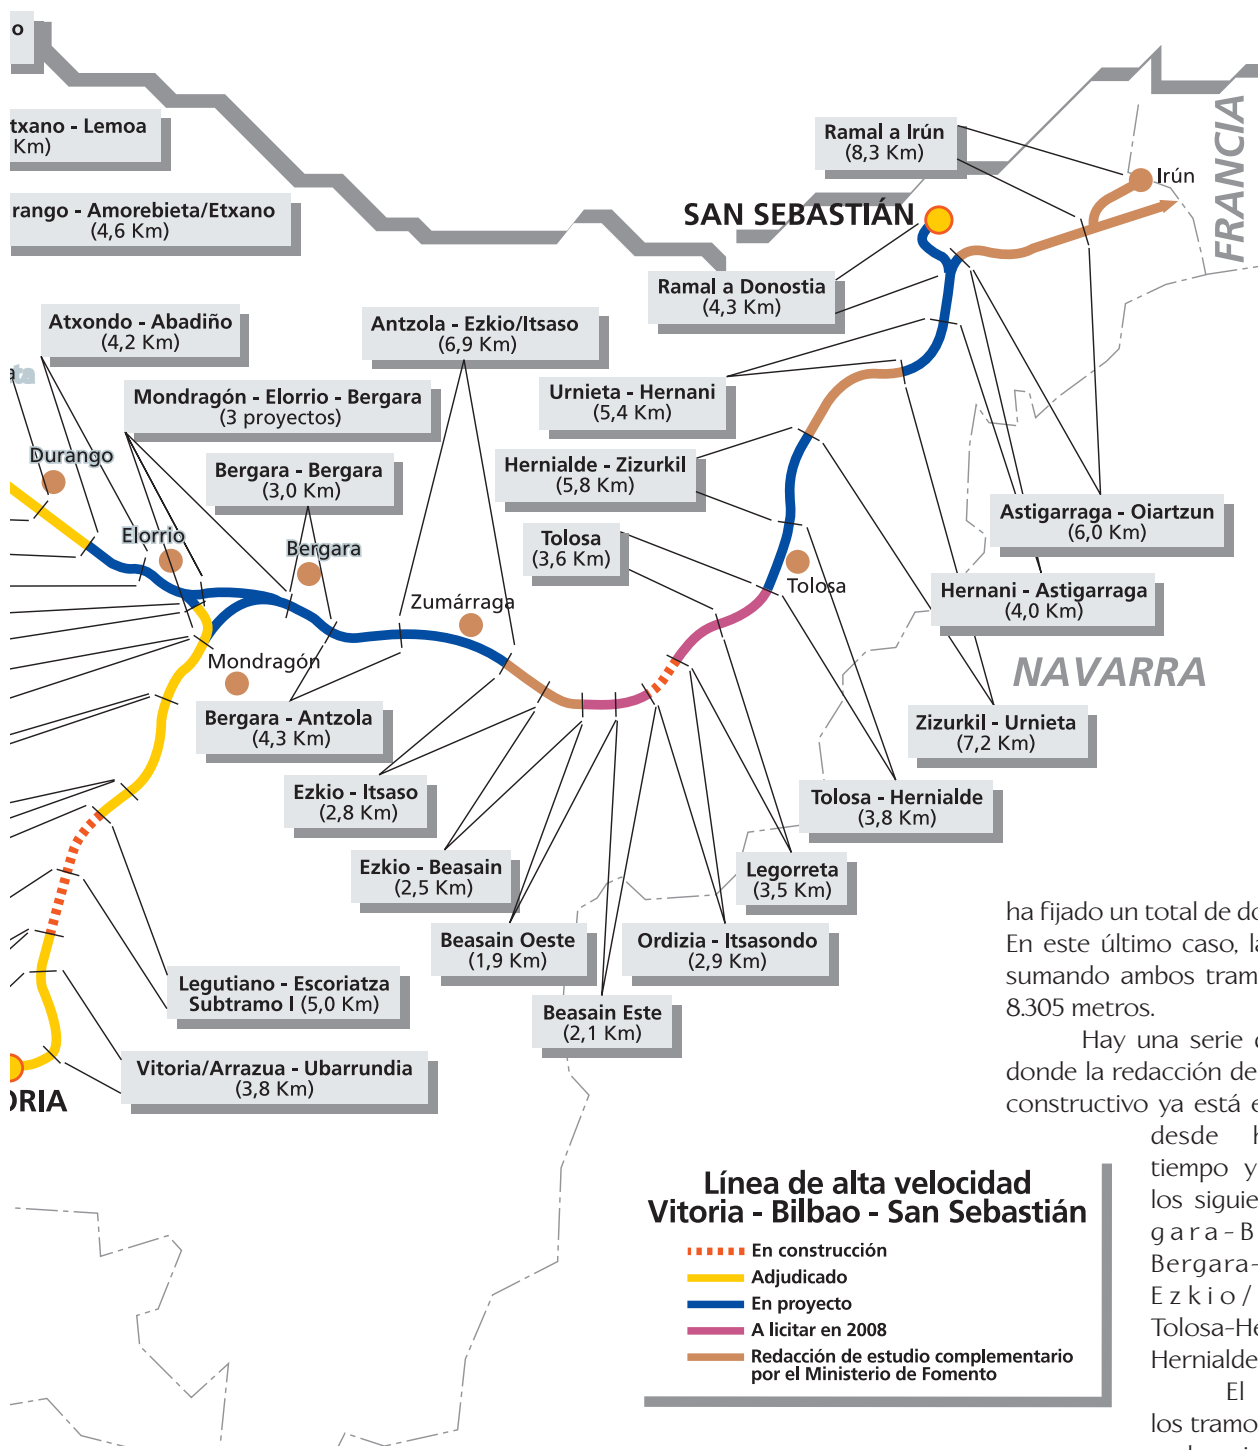 o
txano - Lemoa
Km)
rango - Amorebieta/Etxano
(4,6 Km)
Ramal a Irún
(8,3 Km)
Irún
FRANCIA
SAN SEBASTIÁN
Ramal a Donostia
(4,3 Km)
Atxondo - Abadiño
(4,2 Km)
Antzola - Ezkio/Itsaso
(6,9 Km)
Mondragón - Elorrio - Bergara
(3 proyectos)
Urnieta - Hernani
(5,4 Km)
Durango
Bergara - Bergara
(3,0 Km)
Hernialde - Zizurkil
(5,8 Km)
Astigarraga - Oiartzun
(6,0 Km)
Elorrio
Bergara
Tolosa
(3,6 Km)
Tolosa
Hernani - Astigarraga
(4,0 Km)
Zumárraga
Mondragón
NAVARRA
Bergara - Antzola
(4,3 Km)
Zizurkil - Urnieta
(7,2 Km)
Ezkio - Itsaso
(2,8 Km)
Tolosa - Hernialde
(3,8 Km)
Ezkio - Beasain
(2,5 Km)
Legorreta
(3,5 Km)
Beasain Oeste
(1,9 Km)
Ordizia - Itsasondo
(2,9 Km)
Legutiano - Escoriatza
Subtramo I (5,0 Km)
Beasain Este
(2,1 Km)
Vitoria/Arrazua - Ubarrundia
(3,8 Km)
ORIA
ha fijado un total de do
En este último caso, la
sumando ambos tram
8.305 metros.
Hay una serie d
donde la redacción de
constructivo ya está e
desde h
tiempo y
los siguie
gara-B
Bergara-
Ezkio/
Tolosa-He
Hernialde
El
los tramo
Línea de alta velocidad
Vitoria - Bilbao - San Sebastián
En construcción
Adjudicado
En proyecto
A licitar en 2008
Redacción de estudio complementario
por el Ministerio de Fomento